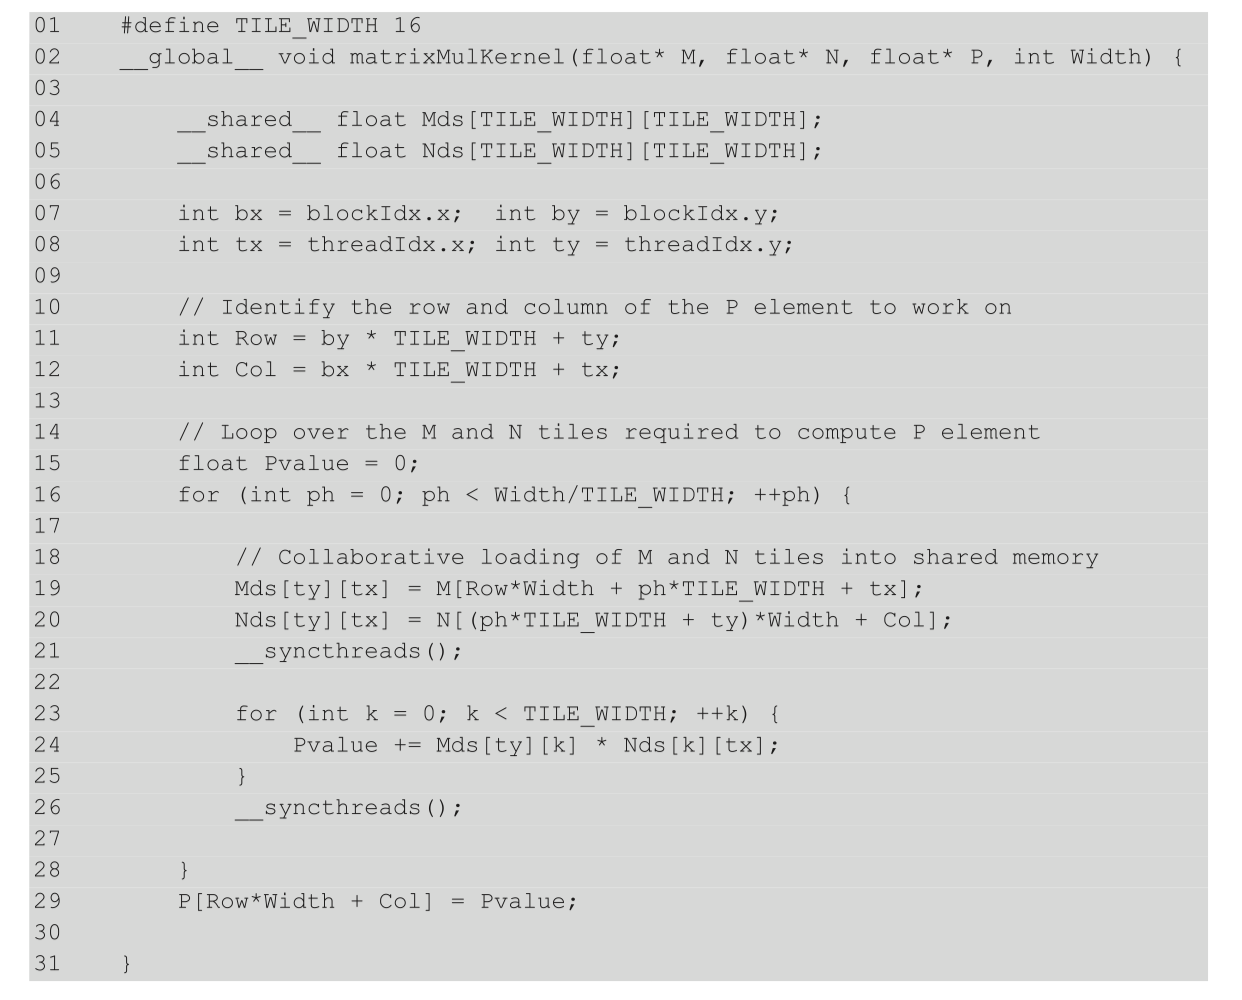 01 #define TILE_WIDTH 16
02 __global__ void matrixMulKernel(float* M, float* N, float* P, int Width) {
03
04 __shared__ float Mds[TILE_WIDTH][TILE_WIDTH];
05 __shared__ float Nds[TILE_WIDTH][TILE_WIDTH];
06
07 int bx = blockIdx.x; int by = blockIdx.y;
08 int tx = threadIdx.x; int ty = threadIdx.y;
09
10 // Identify the row and column of the P element to work on
11 int Row = by * TILE_WIDTH + ty;
12 int Col = bx * TILE_WIDTH + tx;
13
14 // Loop over the M and N tiles required to compute P element
15 float Pvalue = 0;
16 for (int ph = 0; ph < Width/TILE_WIDTH; ++ph) {
17
18 // Collaborative loading of M and N tiles into shared memory
19 Mds[ty][tx] = M[Row*Width + ph*TILE_WIDTH + tx];
20 Nds[ty][tx] = N[(ph*TILE_WIDTH + ty)*Width + Col];
21 __syncthreads();
22
23 for (int k = 0; k < TILE_WIDTH; ++k) {
24 Pvalue += Mds[ty][k] * Nds[k][tx];
25 }
26 __syncthreads();
27
28 }
29 P[Row*Width + Col] = Pvalue;
30
31 }